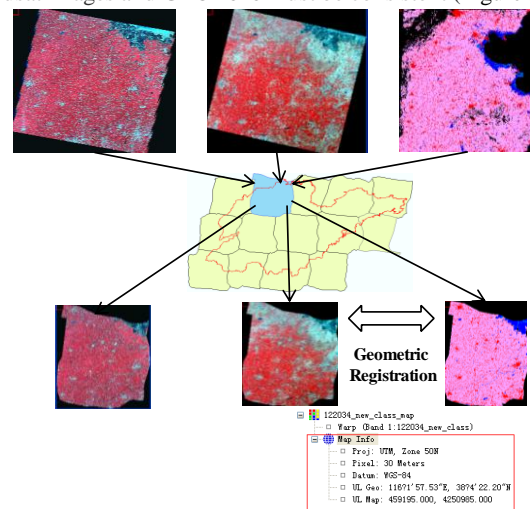 Geometric
Registration
122034_new_class_map
Warp (Band 1:122034_new_class)
Map Info
Proj: UTM, Zone 50N
Pixel: 30 Meters
Datum: WGS-84
UL Geo: 116?1'57.53"E, 38?4'22.20"N
UL Map: 459195.000, 4250985.000